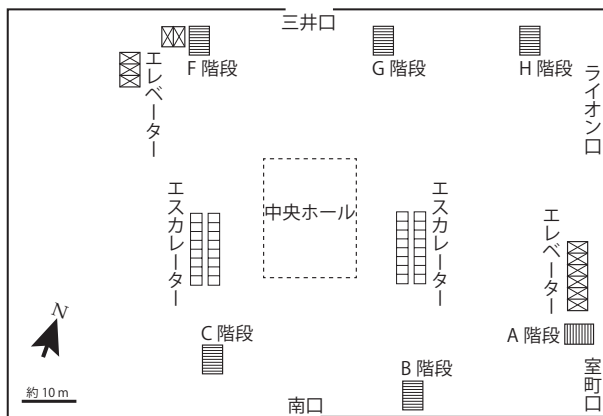 三井口
F 階段
G 階段
H 階段
エレベーター
ライオン口
中央ホール
エスカレーター
エスカレーター
エレベーター
C 階段
A 階段
B 階段
室町口
N
約 10 m
南口